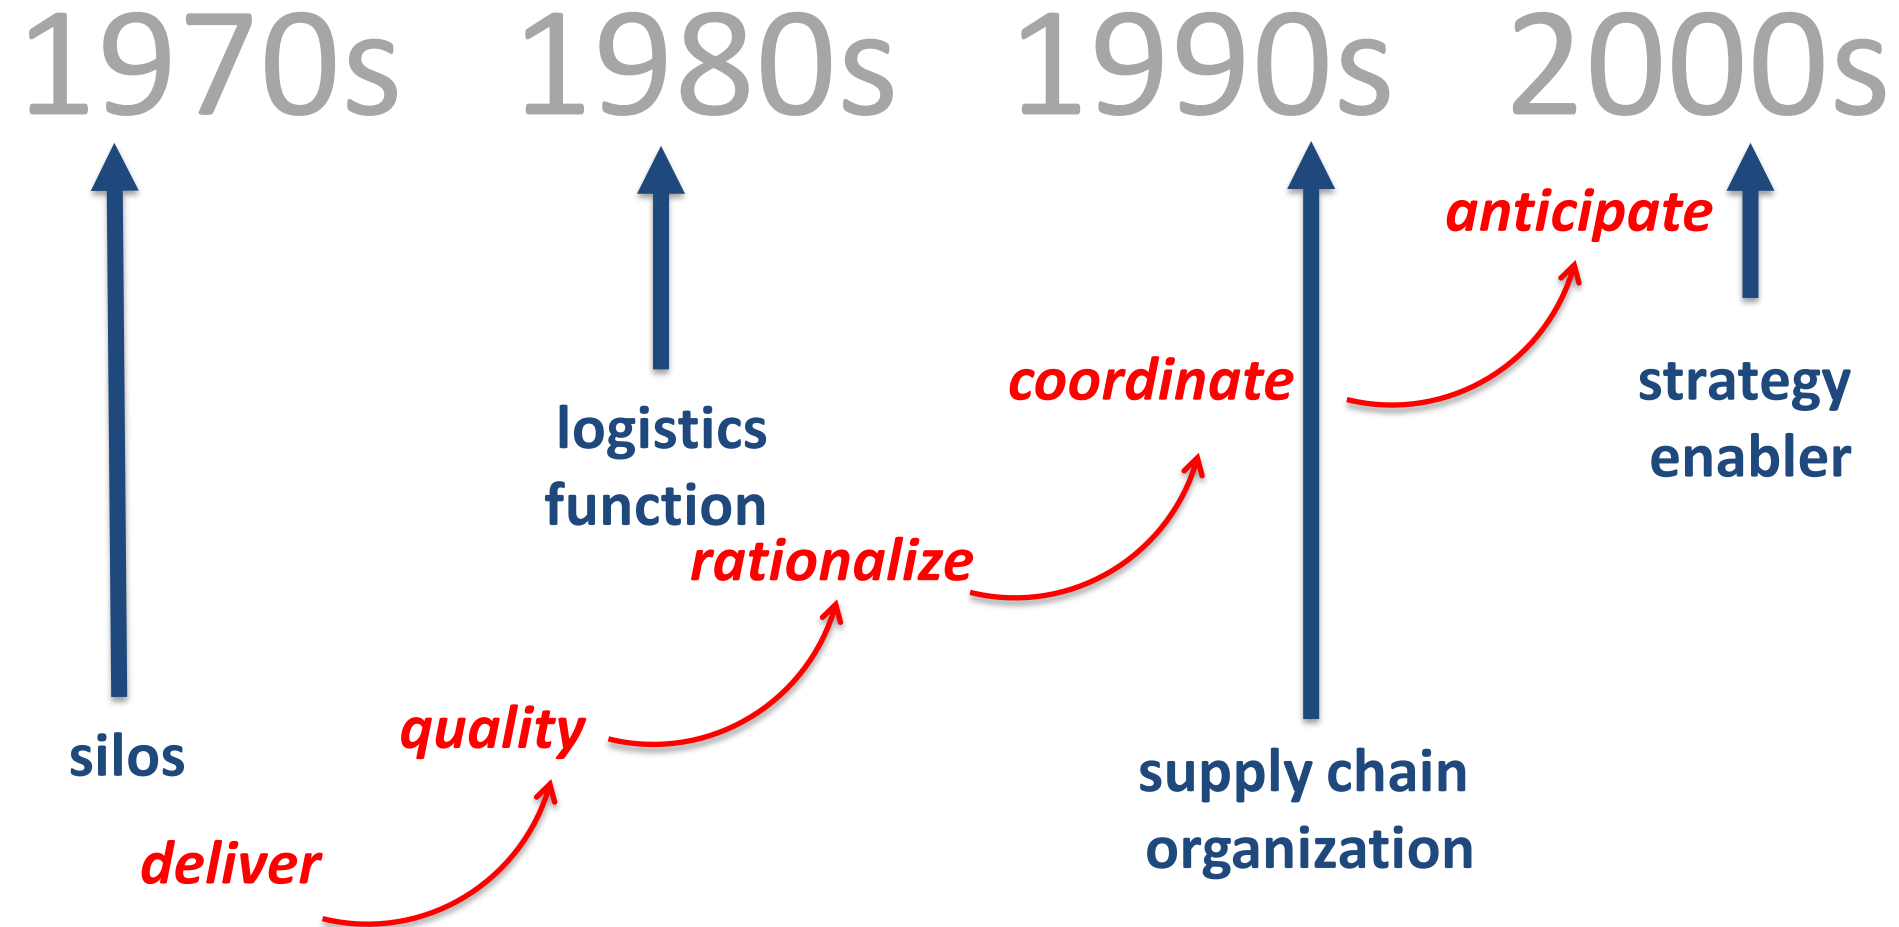 1970s 1980s 1990s 2000s
anticipate
coordinate
strategy
enabler
logistics
function
rationalize
quality
silos
supply chain
organization
deliver